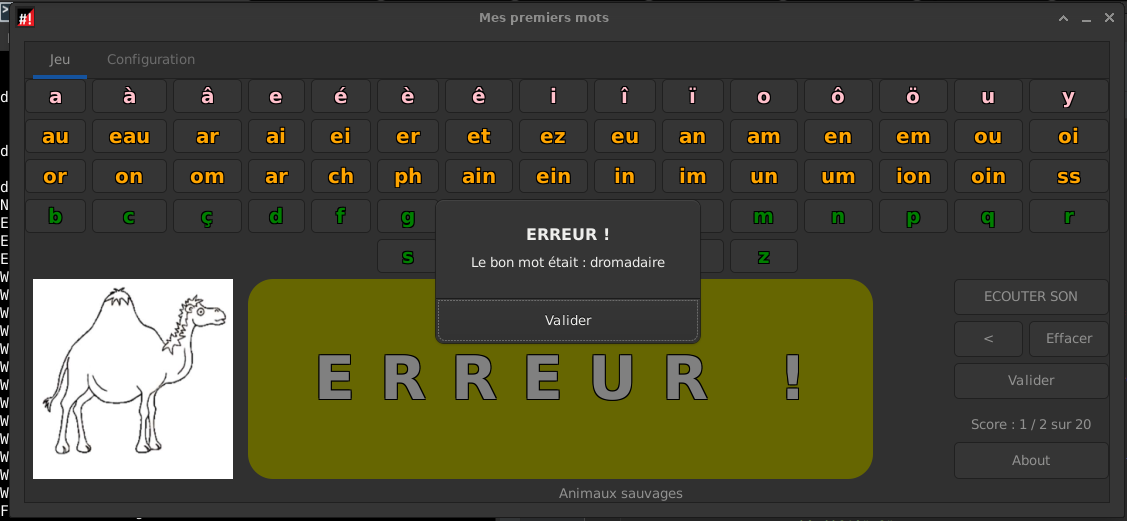 #!
Mes premiers mots
Jeu Configuration
a à â e é è ê i î ï o ô ö u y
au eau ar ai ei er et ez eu an am en em ou oi
or on om ar ch ph ain ein in im un um ion oin ss
b c ç d f g m n p q r
s z
ERREUR !
Le bon mot était : dromadaire
Valider
ERREUR !
ECOUTER SON
< Effacer
Valider
Score : 1 / 2 sur 20
About
Animaux sauvages